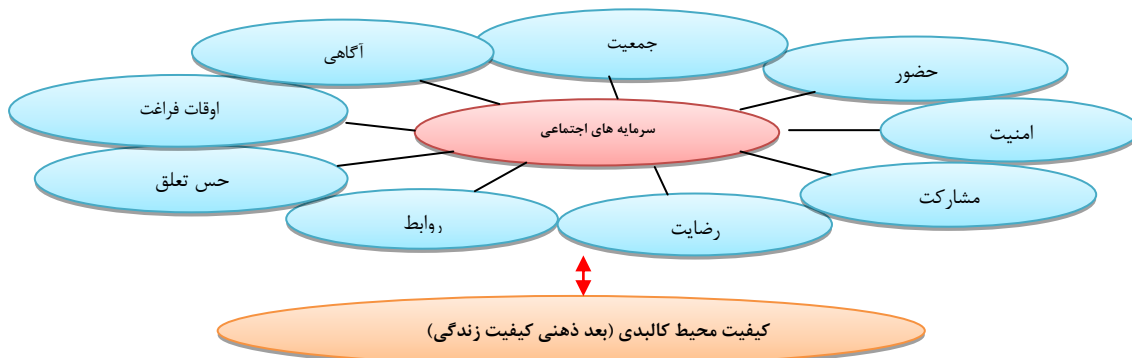 جمعیت
آگاهی
حضور
اوقات فراغت
سرمایه های اجتماعی
امنیت
حس تعلق
مشارکت
روابط
رضایت
کیفیت محیط کالبدی (بعد ذهنی کیفیت زندگی)